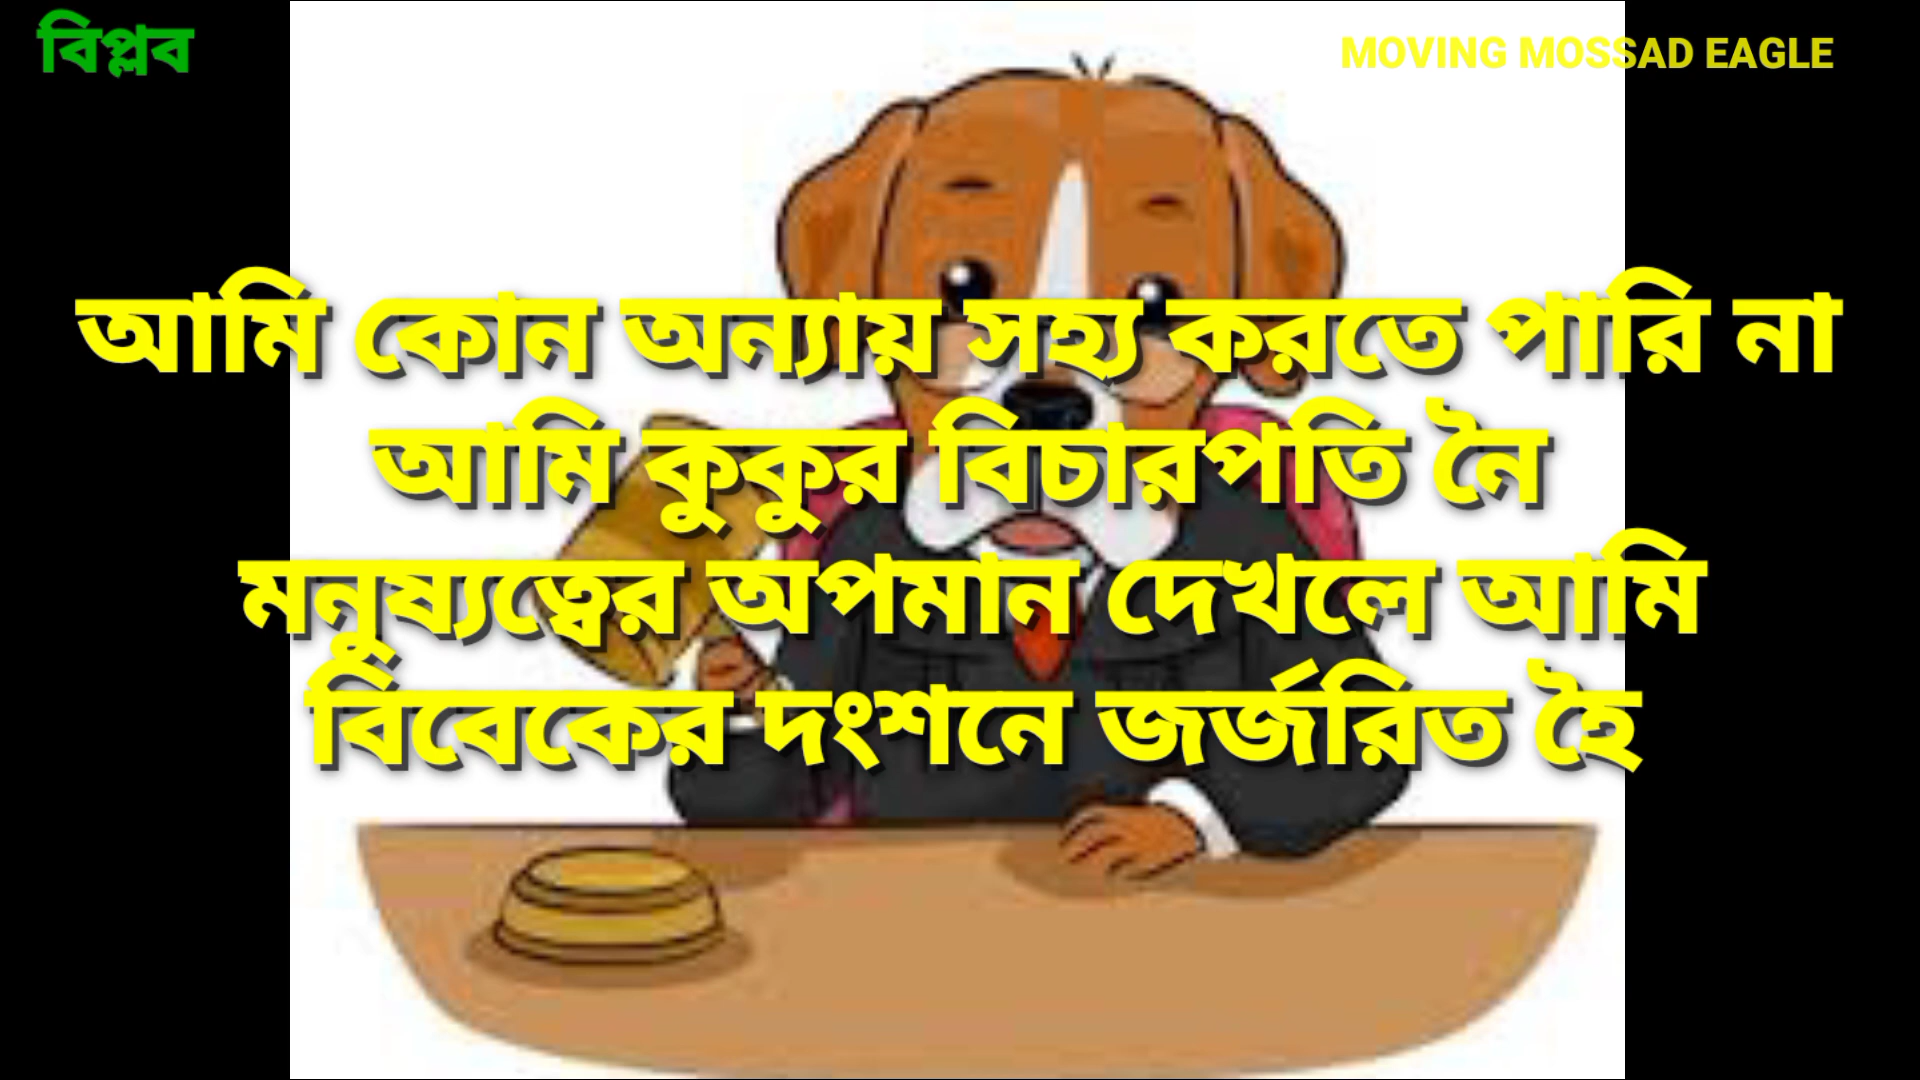 বিপ্লব
MOVING MOSSAD EAGLE
আমি কোন অন্যায় সহ্য করতে পারি না
আমি কুকুর বিচারপতি নৈ
মনুষ্যত্বের অপমান দেখলে আমি
বিবেকের দংশনে জর্জরিত হৈ